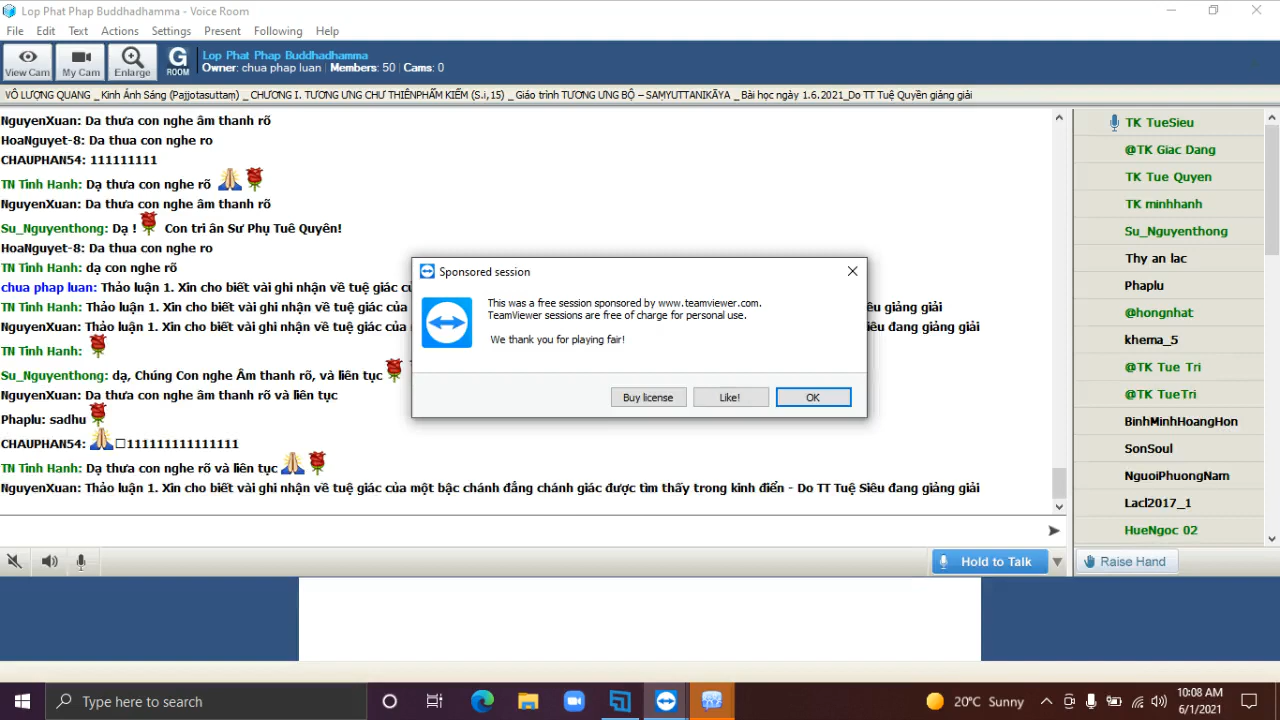 Lop Phat Phap Buddhadhamma - Voice Room
File Edit Text Actions Settings Present Following Help
View Cam My Cam Enlarge G ROOM
Lop Phat Phap Buddhadhamma
Owner: chua phap luan Members: 50 Cams: 0
VÔ LƯỢNG QUANG _Kinh Ánh Sáng (Pajjotasuttam) _CHƯƠNG I. TƯƠNG ƯNG CHƯ THIÊNPHẨM KIẾM (S.i,15) _Giáo trình TƯƠNG ƯNG BỘ – SAṂYUTTANIKĀYA _Bài học ngày 1.6.2021_Do TT Tuệ Quyền giảng giải
NguyenXuan: Da thưa con nghe âm thanh rõ
HoaNguyet-8: Da thua con nghe ro
CHAUPHAN54: 111111111
TN Tinh Hanh: Dạ thưa con nghe rõ
NguyenXuan: Da thưa con nghe âm thanh rõ
Su_Nguyenthong: Dạ ! Con tri ân Sư Phụ Tuê Quyên!
HoaNguyet-8: Da thua con nghe ro
TN Tinh Hanh: dạ con nghe rõ
chua phap luan: Thảo luận 1. Xin cho biết vài ghi nhận về tuệ giác củ
TN Tinh Hanh: Thảo luận 1. Xin cho biết vài ghi nhận về tuệ giác của êu giảng giải
NguyenXuan: Thảo luận 1. Xin cho biết vài ghi nhận về tuệ giác của iêu đang giảng giải
TN Tinh Hanh:
Su_Nguyenthong: dạ, Chúng Con nghe Âm thanh rõ, và liên tục
NguyenXuan: Da thưa con nghe âm thanh rõ và liên tục
Phaplu: sadhu
CHAUPHAN54: □111111111111111
TN Tinh Hanh: Dạ thưa con nghe rõ và liên tục
NguyenXuan: Thảo luận 1. Xin cho biết vài ghi nhận về tuệ giác của một bậc chánh đẳng chánh giác được tìm thấy trong kinh điển - Do TT Tuệ Siêu đang giảng giải
Sponsored session
This was a free session sponsored by www.teamviewer.com.
TeamViewer sessions are free of charge for personal use.
We thank you for playing fair!
Buy license Like! OK
TK TueSieu
@TK Giac Dang
TK Tue Quyen
TK minhhanh
Su_Nguyenthong
Thy an lac
Phaplu
@hongnhat
khema_5
@TK Tue Tri
@TK TueTri
BinhMinhHoangHon
SonSoul
NguoiPhuongNam
Lacl2017_1
HueNgoc 02
Hold to Talk
Raise Hand
Type here to search
20°C Sunny
10:08 AM
6/1/2021